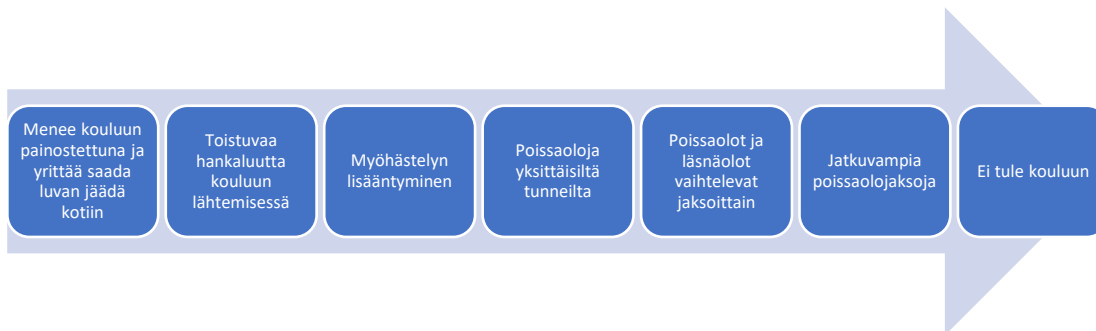 Menee kouluun
painostettuna ja
yrittää saada
luvan jäädä
kotiin
Toistuvaa
hankaluutta
kouluun
lähtemisessä
Myöhästelyn
lisääntyminen
Poissaoloja
yksittäisiltä
tunneilta
Poissaolot ja
läsnäolot
vaihtelevat
jaksoittain
Jatkuvampia
poissaolojaksoja
Ei tule kouluun